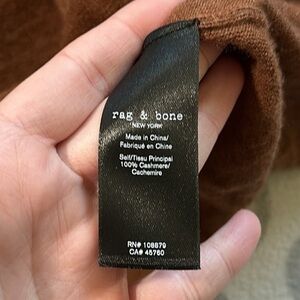 rag & bone
NEW YORK
Made in China/
Fabriqué en Chine
Self/Tissu Principal
100% Cashmere/
Cachemire
RN# 108879
CA# 45760